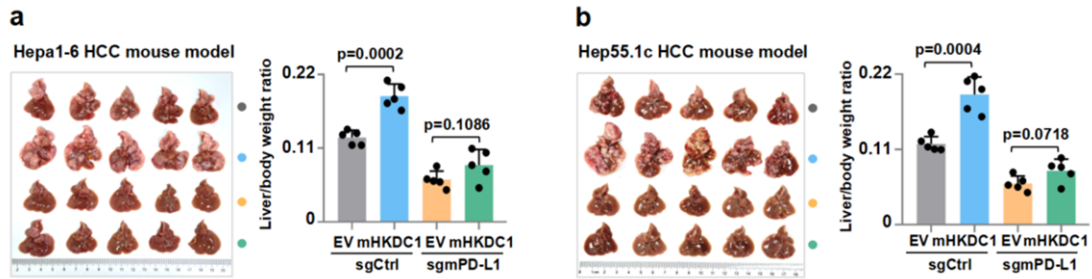 a
Hepa1-6 HCC mouse model
Liver/body weight ratio
0.22
0.11
0
p=0.0002
p=0.1086
EV mHKDC1 EV mHKDC1
sgCtrl sgmPD-L1
b
Hep55.1c HCC mouse model
Liver/body weight ratio
0.22
0.11
0
p=0.0004
p=0.0718
EV mHKDC1 EV mHKDC1
sgCtrl sgmPD-L1